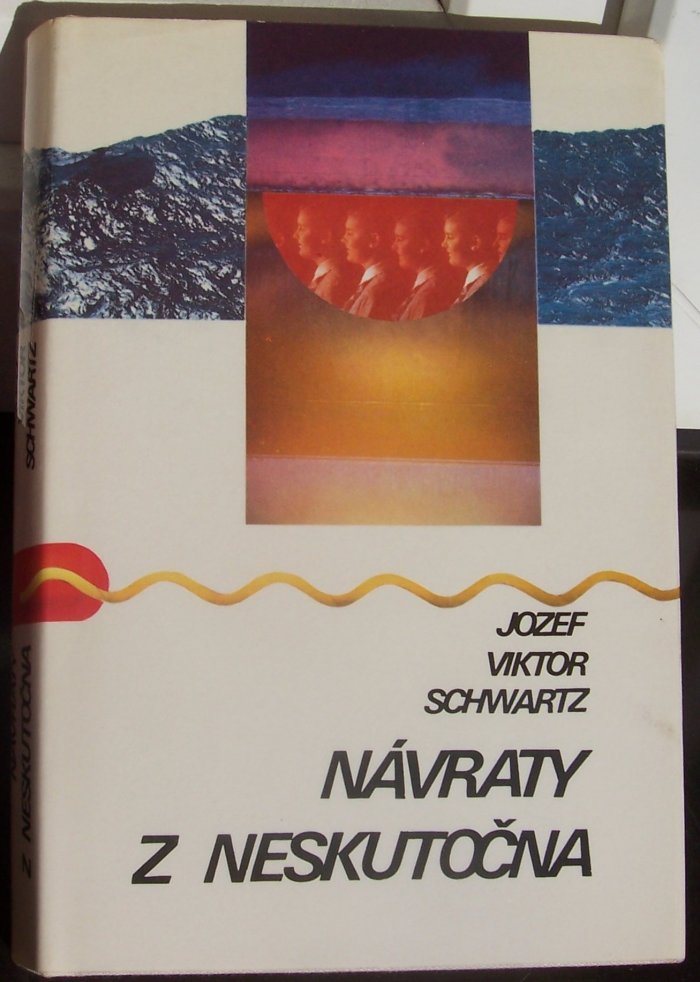 JOZEF
VIKTOR
SCHWARTZ
NÁVRATY
Z NESKUTOČNA
SCHWARTZ
Z NESKUTOČNA